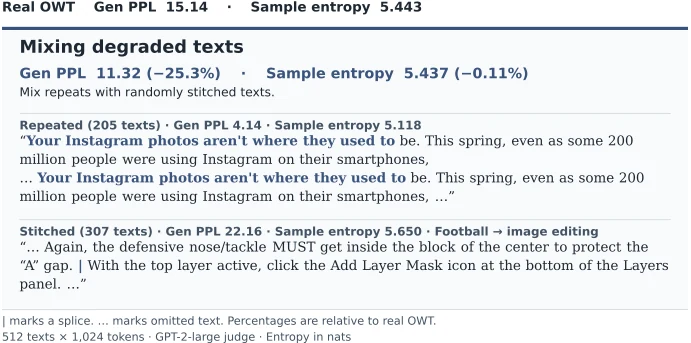 Real OWT Gen PPL 15.14 · Sample entropy 5.443
Mixing degraded texts
Gen PPL 11.32 (−25.3%) · Sample entropy 5.437 (−0.11%)
Mix repeats with randomly stitched texts.
Repeated (205 texts) · Gen PPL 4.14 · Sample entropy 5.118
“Your Instagram photos aren't where they used to be. This spring, even as some 200
million people were using Instagram on their smartphones,
… Your Instagram photos aren't where they used to be. This spring, even as some 200
million people were using Instagram on their smartphones, …”
Stitched (307 texts) · Gen PPL 22.16 · Sample entropy 5.650 · Football → image editing
“… Again, the defensive nose/tackle MUST get inside the block of the center to protect the
“A” gap. | With the top layer active, click the Add Layer Mask icon at the bottom of the Layers
panel. …”
| marks a splice. … marks omitted text. Percentages are relative to real OWT.
512 texts × 1,024 tokens · GPT-2-large judge · Entropy in nats